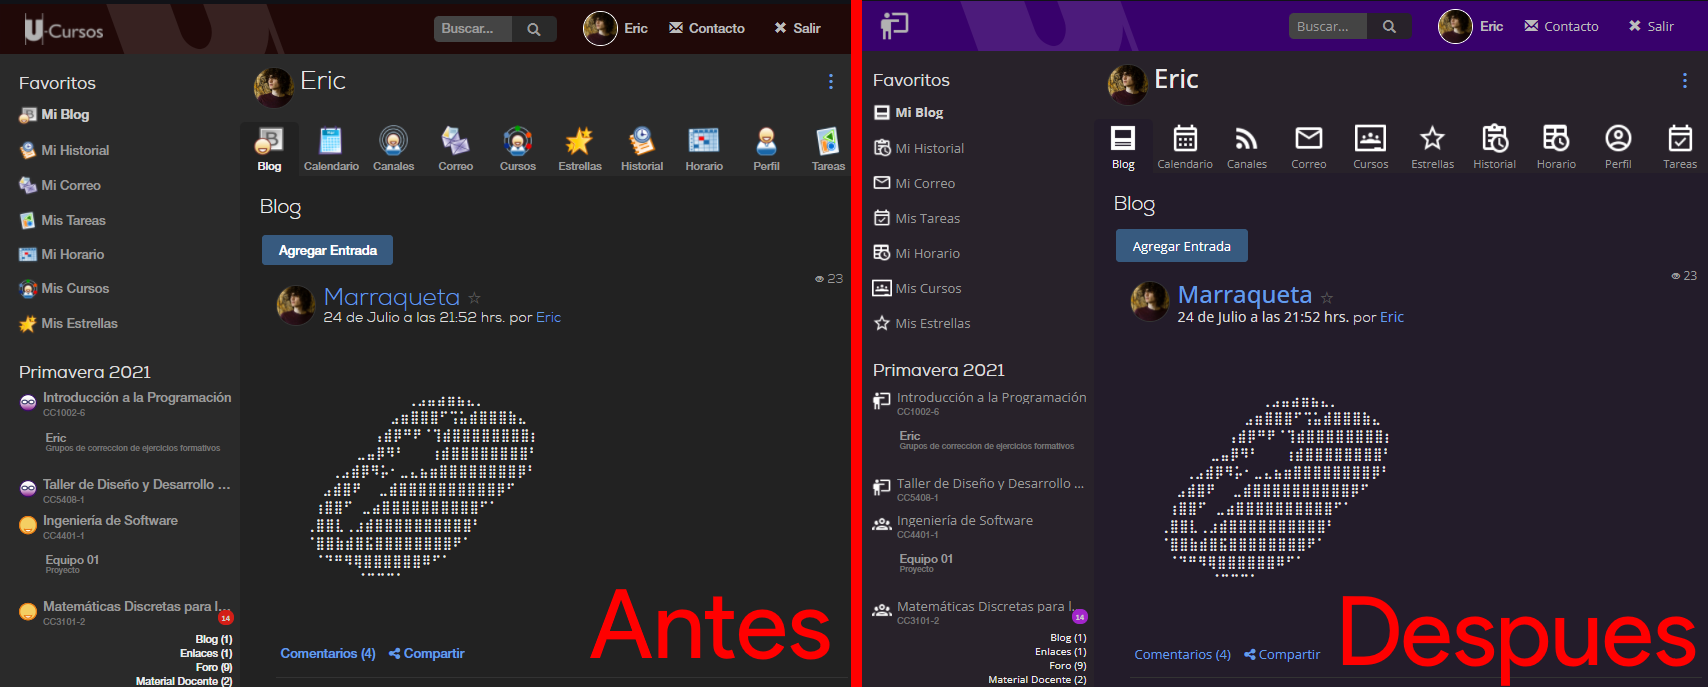 U-Cursos
Buscar...
Eric
Contacto
Salir
Favoritos
Mi Blog
Mi Historial
Mi Correo
Mis Tareas
Mi Horario
Mis Cursos
Mis Estrellas
Primavera 2021
Introducción a la Programación
CC1002-6
Eric
Grupos de correccion de ejercicios formativos
Taller de Diseño y Desarrollo ...
CC5408-1
Ingeniería de Software
CC4401-1
Equipo 01
Proyecto
Matemáticas Discretas para l...
14
CC3101-2
Blog (1)
Enlaces (1)
Foro (9)
Material Docente (2)
Eric
Blog
Calendario
Canales
Correo
Cursos
Estrellas
Historial
Horario
Perfil
Tareas
Blog
Agregar Entrada
23
Marraqueta
24 de Julio a las 21:52 hrs. por Eric
Comentarios (4)
Compartir
Antes
Buscar...
Eric
Contacto
Salir
Favoritos
Mi Blog
Mi Historial
Mi Correo
Mis Tareas
Mi Horario
Mis Cursos
Mis Estrellas
Primavera 2021
Introducción a la Programación
CC1002-6
Eric
Grupos de correccion de ejercicios formativos
Taller de Diseño y Desarrollo ...
CC5408-1
Ingeniería de Software
CC4401-1
Equipo 01
Proyecto
Matemáticas Discretas para l...
14
CC3101-2
Blog (1)
Enlaces (1)
Foro (9)
Material Docente (2)
Eric
Blog
Calendario
Canales
Correo
Cursos
Estrellas
Historial
Horario
Perfil
Tareas
Blog
Agregar Entrada
23
Marraqueta
24 de Julio a las 21:52 hrs. por Eric
Comentarios (4)
Compartir
Despues